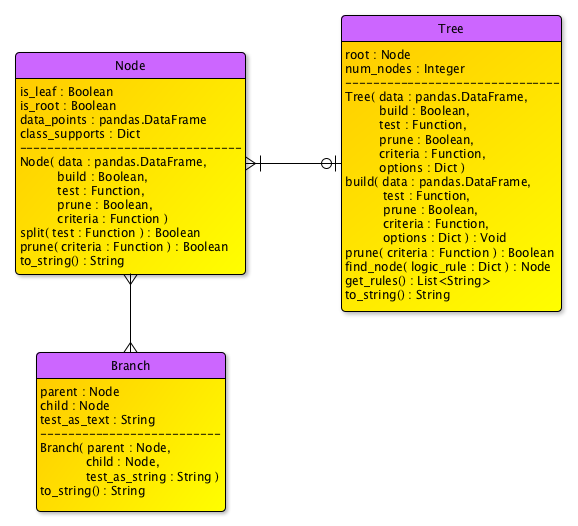 Node
is_leaf : Boolean
is_root : Boolean
data_points : pandas.DataFrame
class_supports : Dict
--------------------------------
Node( data : pandas.DataFrame,
build : Boolean,
test : Function,
prune : Boolean,
criteria : Function )
split( test : Function ) : Boolean
prune( criteria : Function ) : Boolean
to_string() : String
Tree
root : Node
num_nodes : Integer
-------------------------------
Tree( data : pandas.DataFrame,
build : Boolean,
test : Function,
prune : Boolean,
criteria : Function,
options : Dict )
build( data : pandas.DataFrame,
test : Function,
prune : Boolean,
criteria : Function,
options : Dict ) : Void
prune( criteria : Function ) : Boolean
find_node( logic_rule : Dict ) : Node
get_rules() : List<String>
to_string() : String
Branch
parent : Node
child : Node
test_as_text : String
--------------------------
Branch( parent : Node,
child : Node,
test_as_string : String )
to_string() : String